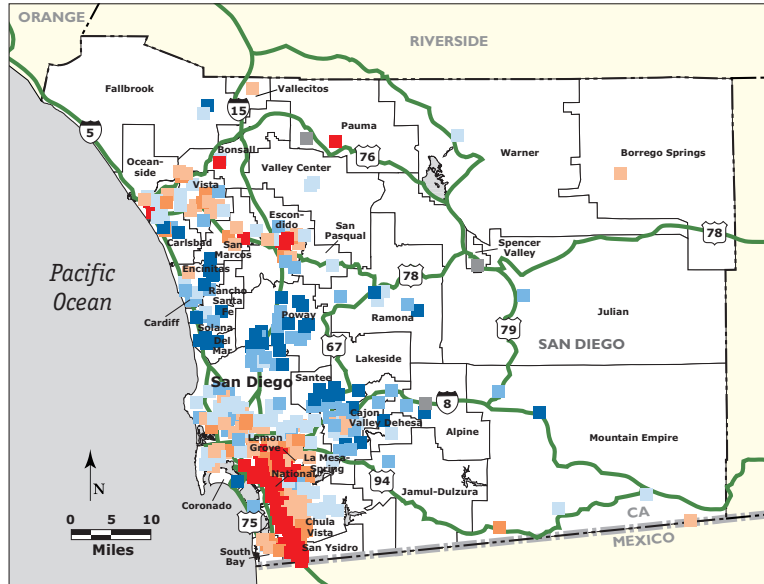 ORANGE
RIVERSIDE
Fallbrook
Vallecitos
15
5
Bonsall
Pauma
76
Warner
Borrego Springs
Ocean-
side
Vista
Valley Center
Escon-
dido
San
Pasqual
Carlsbad
San
Marcos
Spencer
Valley
78
Pacific
Ocean
Encinitas
78
Rancho
Santa
Fe
Cardiff
Solana
Del
Mar
Poway
Ramona
Julian
79
SAN DIEGO
67
Lakeside
San Diego
Santee
8
Cajon
Valley
Dehesa
Alpine
Mountain Empire
Lemon
Grove
La Mesa-
Spring
National
94
Jamul-Dulzura
N
Coronado
75
Chula
Vista
CA
MEXICO
0 5 10
Miles
South
Bay
San Ysidro